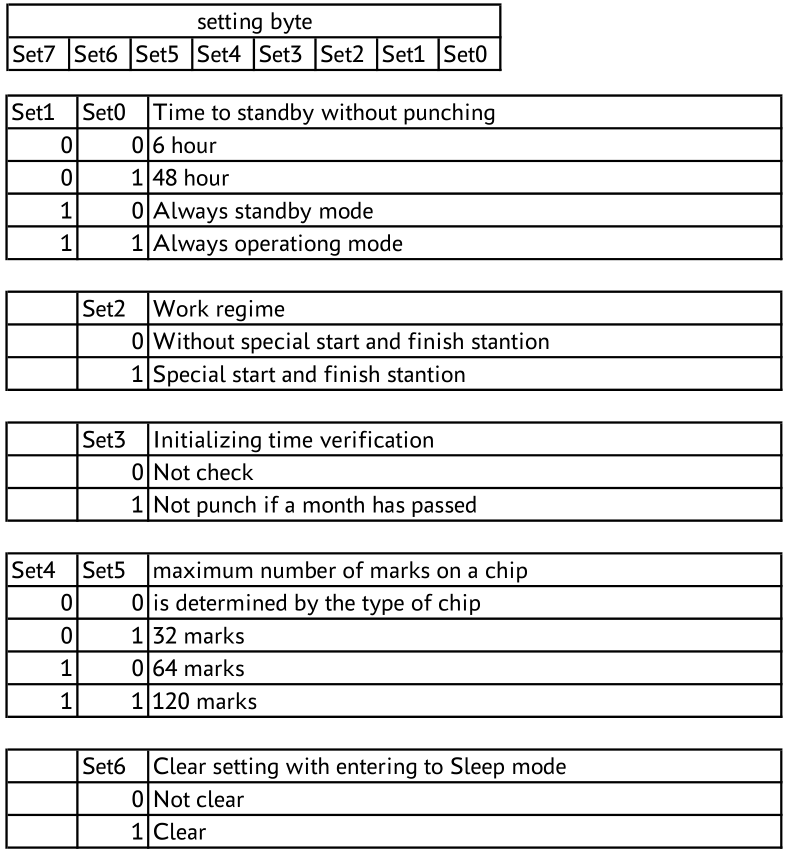 setting byte
Set7 Set6 Set5 Set4 Set3 Set2 Set1 Set0
Set1 Set0 Time to standby without punching
0 0 6 hour
0 1 48 hour
1 0 Always standby mode
1 1 Always operationg mode
Set2 Work regime
0 Without special start and finish stantion
1 Special start and finish stantion
Set3 Initializing time verification
0 Not check
1 Not punch if a month has passed
Set4 Set5 maximum number of marks on a chip
0 0 is determined by the type of chip
0 1 32 marks
1 0 64 marks
1 1 120 marks
Set6 Clear setting with entering to Sleep mode
0 Not clear
1 Clear